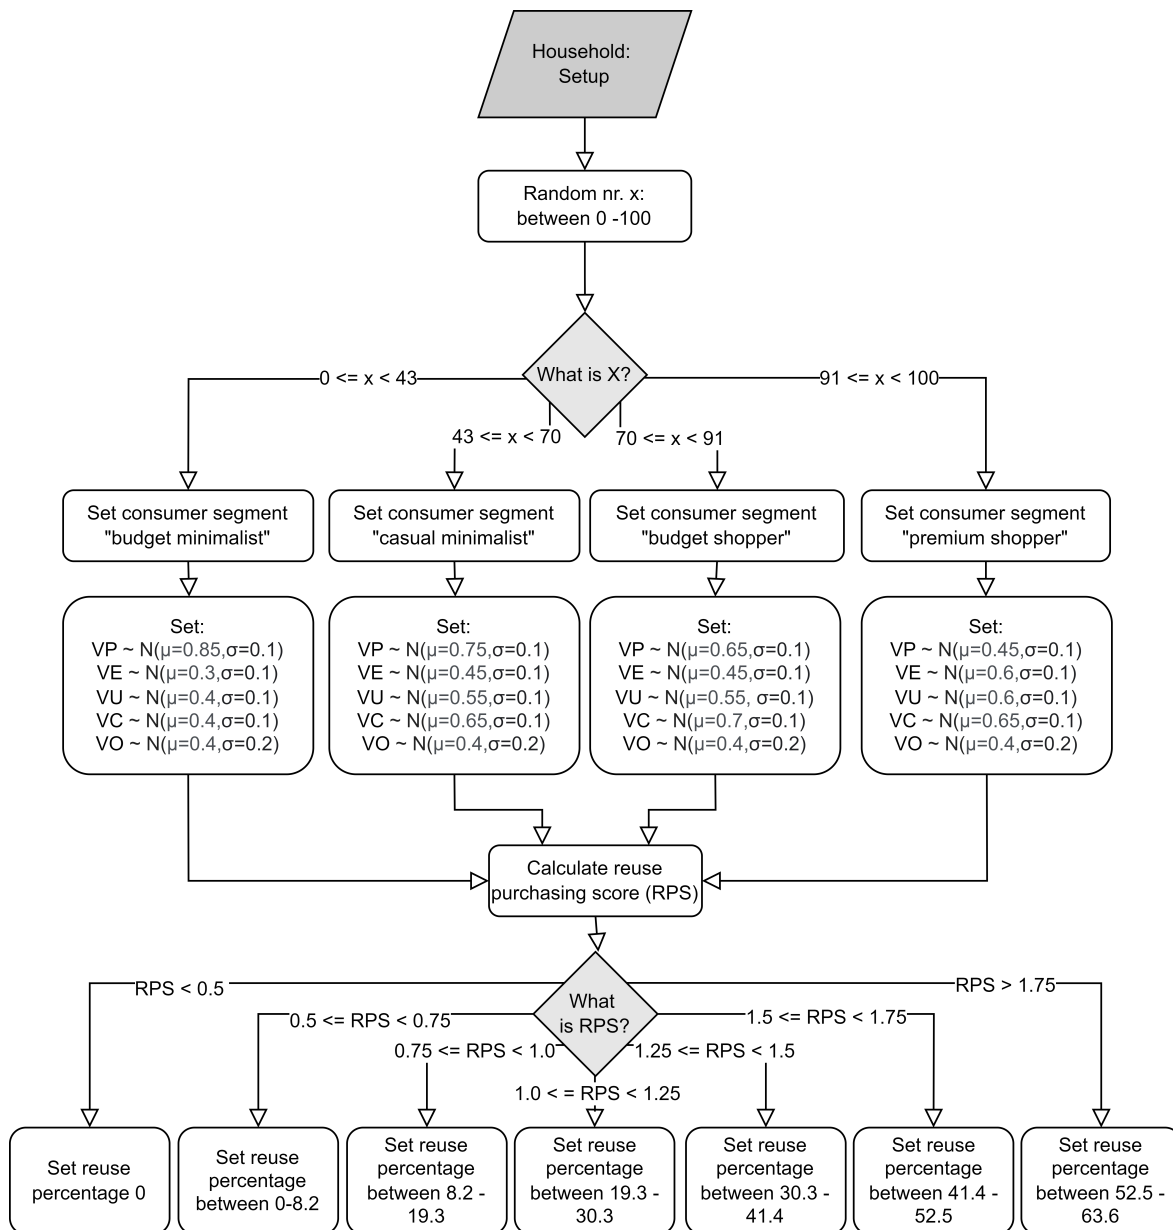 Household:
Setup
Random nr. x:
between 0 -100
What is X?
0 <= x < 43
91 <= x < 100
43 <= x < 70
70 <= x < 91
Set consumer segment
"budget minimalist"
Set consumer segment
"casual minimalist"
Set consumer segment
"budget shopper"
Set consumer segment
"premium shopper"
Set:
VP ~ N(μ=0.85,σ=0.1)
VE ~ N(μ=0.3,σ=0.1)
VU ~ N(μ=0.4,σ=0.1)
VC ~ N(μ=0.4,σ=0.1)
VO ~ N(μ=0.4,σ=0.2)
Set:
VP ~ N(μ=0.75,σ=0.1)
VE ~ N(μ=0.45,σ=0.1)
VU ~ N(μ=0.55,σ=0.1)
VC ~ N(μ=0.65,σ=0.1)
VO ~ N(μ=0.4,σ=0.2)
Set:
VP ~ N(μ=0.65,σ=0.1)
VE ~ N(μ=0.45,σ=0.1)
VU ~ N(μ=0.55, σ=0.1)
VC ~ N(μ=0.7,σ=0.1)
VO ~ N(μ=0.4,σ=0.2)
Set:
VP ~ N(μ=0.45,σ=0.1)
VE ~ N(μ=0.6,σ=0.1)
VU ~ N(μ=0.6,σ=0.1)
VC ~ N(μ=0.65,σ=0.1)
VO ~ N(μ=0.4,σ=0.2)
Calculate reuse
purchasing score (RPS)
What
is RPS?
RPS < 0.5
RPS > 1.75
0.5 <= RPS < 0.75
1.5 <= RPS < 1.75
0.75 <= RPS < 1.0
1.25 <= RPS < 1.5
1.0 < = RPS < 1.25
Set reuse
percentage 0
Set reuse
percentage
between 0-8.2
Set reuse
percentage
between 8.2 -
19.3
Set reuse
percentage
between 19.3 -
30.3
Set reuse
percentage
between 30.3 -
41.4
Set reuse
percentage
between 41.4 -
52.5
Set reuse
percentage
between 52.5 -
63.6